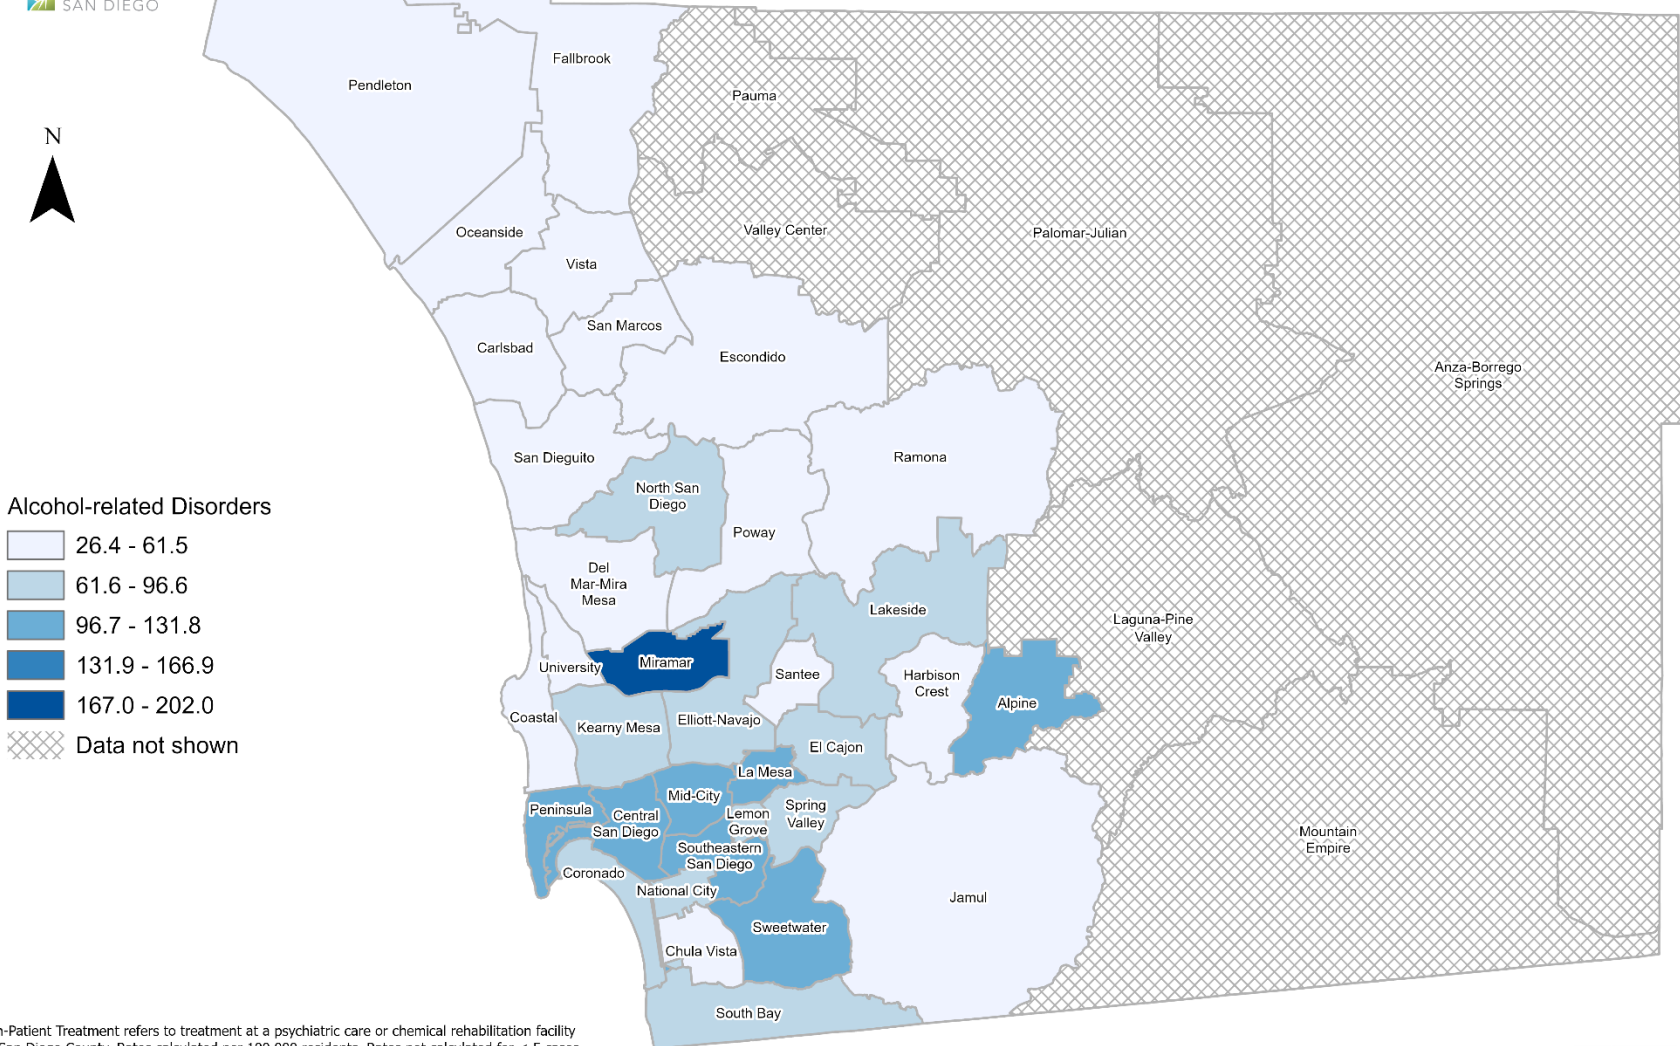 SAN DIEGO
Fallbrook
Pendleton
Pauma
N
Oceanside
Valley Center
Palomar-Julian
Vista
San Marcos
Carlsbad
Escondido
Anza-Borrego
Springs
San Dieguito
Ramona
North San
Diego
Poway
Del
Mar-Mira
Mesa
Lakeside
Laguna-Pine
Valley
University
Miramar
Santee
Harbison
Crest
Alpine
Coastal
Kearny Mesa
Elliott-Navajo
El Cajon
La Mesa
Mid-City
Peninsula
Central
San Diego
Lemon
Grove
Spring
Valley
Southeastern
San Diego
Mountain
Empire
Coronado
National City
Jamul
Sweetwater
Chula Vista
South Bay
Alcohol-related Disorders
26.4 - 61.5
61.6 - 96.6
96.7 - 131.8
131.9 - 166.9
167.0 - 202.0
Data not shown
-Patient Treatment refers to treatment at a psychiatric care or chemical rehabilitation facility